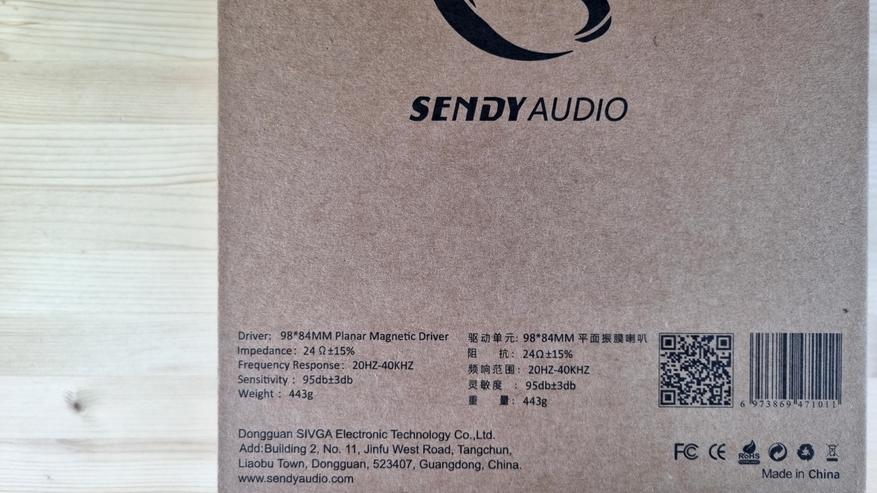 SENDY AUDIO
Driver: 98*84MM Planar Magnetic Driver
Impedance: 24 Ω±15%
Frequency Response: 20HZ-40KHZ
Sensitivity : 95db±3db
Weight : 443g
驱动单元: 98*84MM 平面振膜喇叭
阻 抗: 24Ω±15%
频响范围: 20HZ-40KHZ
灵敏度 : 95db±3db
重 量: 443g
6 973869 471011
Dongguan SIVGA Electronic Technology Co.,Ltd.
Add:Building 2, No. 11, Jinfu West Road, Tangchun,
Liaobu Town, Dongguan, 523407, Guangdong, China.
www.sendyaudio.com
FC CE RoHS
Made in China